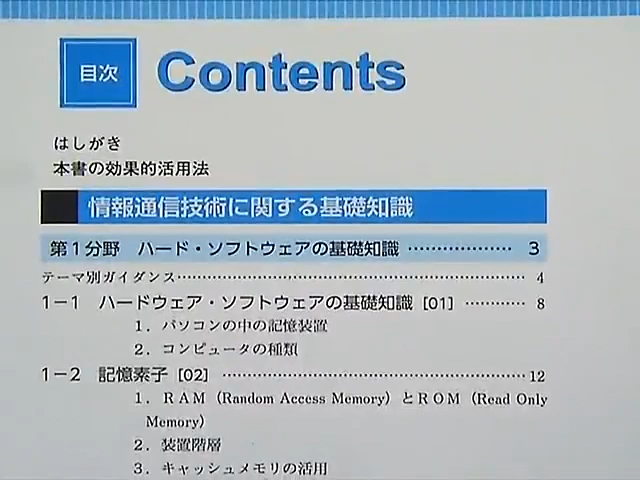 目次 Contents
はしがき
本書の効果的活用法
情報通信技術に関する基礎知識
第1分野 ハード・ソフトウェアの基礎知識 ……………… 3
テーマ別ガイダンス…………………………………………………… 4
1-1 ハードウェア・ソフトウェアの基礎知識 [01] ………… 8
1．パソコンの中の記憶装置
2．コンピュータの種類
1-2 記憶素子 [02] ……………………………………………12
1．RAM（Random Access Memory）とROM（Read Only
Memory）
2．装置階層
3．キャッシュメモリの活用